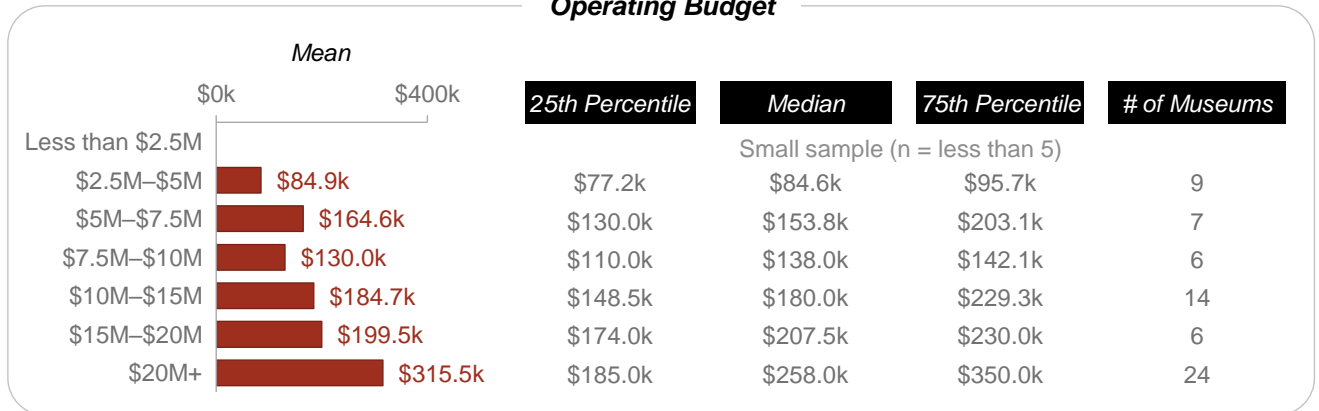 Operating Budget
Mean
$0k $400k 25th Percentile Median 75th Percentile # of Museums
Less than $2.5M Small sample (n = less than 5)
$2.5M–$5M $84.9k $77.2k $84.6k $95.7k 9
$5M–$7.5M $164.6k $130.0k $153.8k $203.1k 7
$7.5M–$10M $130.0k $110.0k $138.0k $142.1k 6
$10M–$15M $184.7k $148.5k $180.0k $229.3k 14
$15M–$20M $199.5k $174.0k $207.5k $230.0k 6
$20M+ $315.5k $185.0k $258.0k $350.0k 24